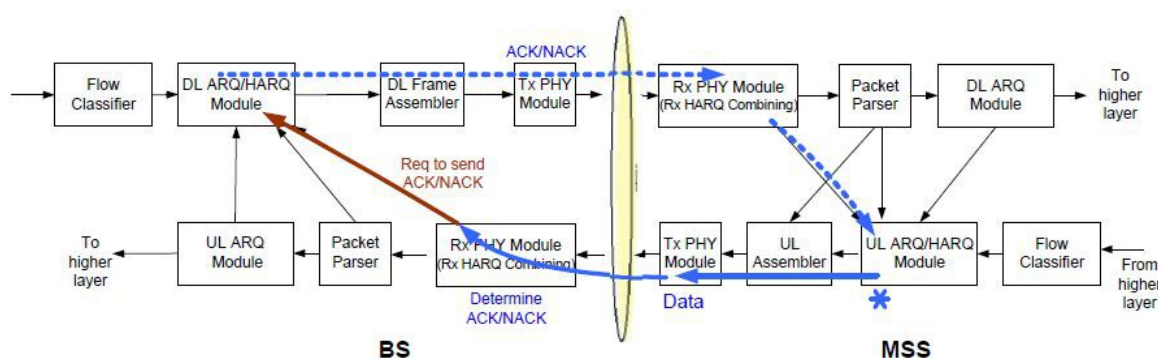 ACK/NACK
Flow
Classifier
DL ARQ/HARQ
Module
DL Frame
Assembler
Tx PHY
Module
Rx PHY Module
(Rx HARQ Combining)
Packet
Parser
DL ARQ
Module
To
higher
layer
Req to send
ACK/NACK
To
higher
layer
UL ARQ
Module
Packet
Parser
Rx PHY Module
(Rx HARQ Combining)
Tx PHY
Module
UL
Assembler
UL ARQ/HARQ
Module
Flow
Classifier
From
higher
layer
Determine
ACK/NACK
Data
BS
MSS